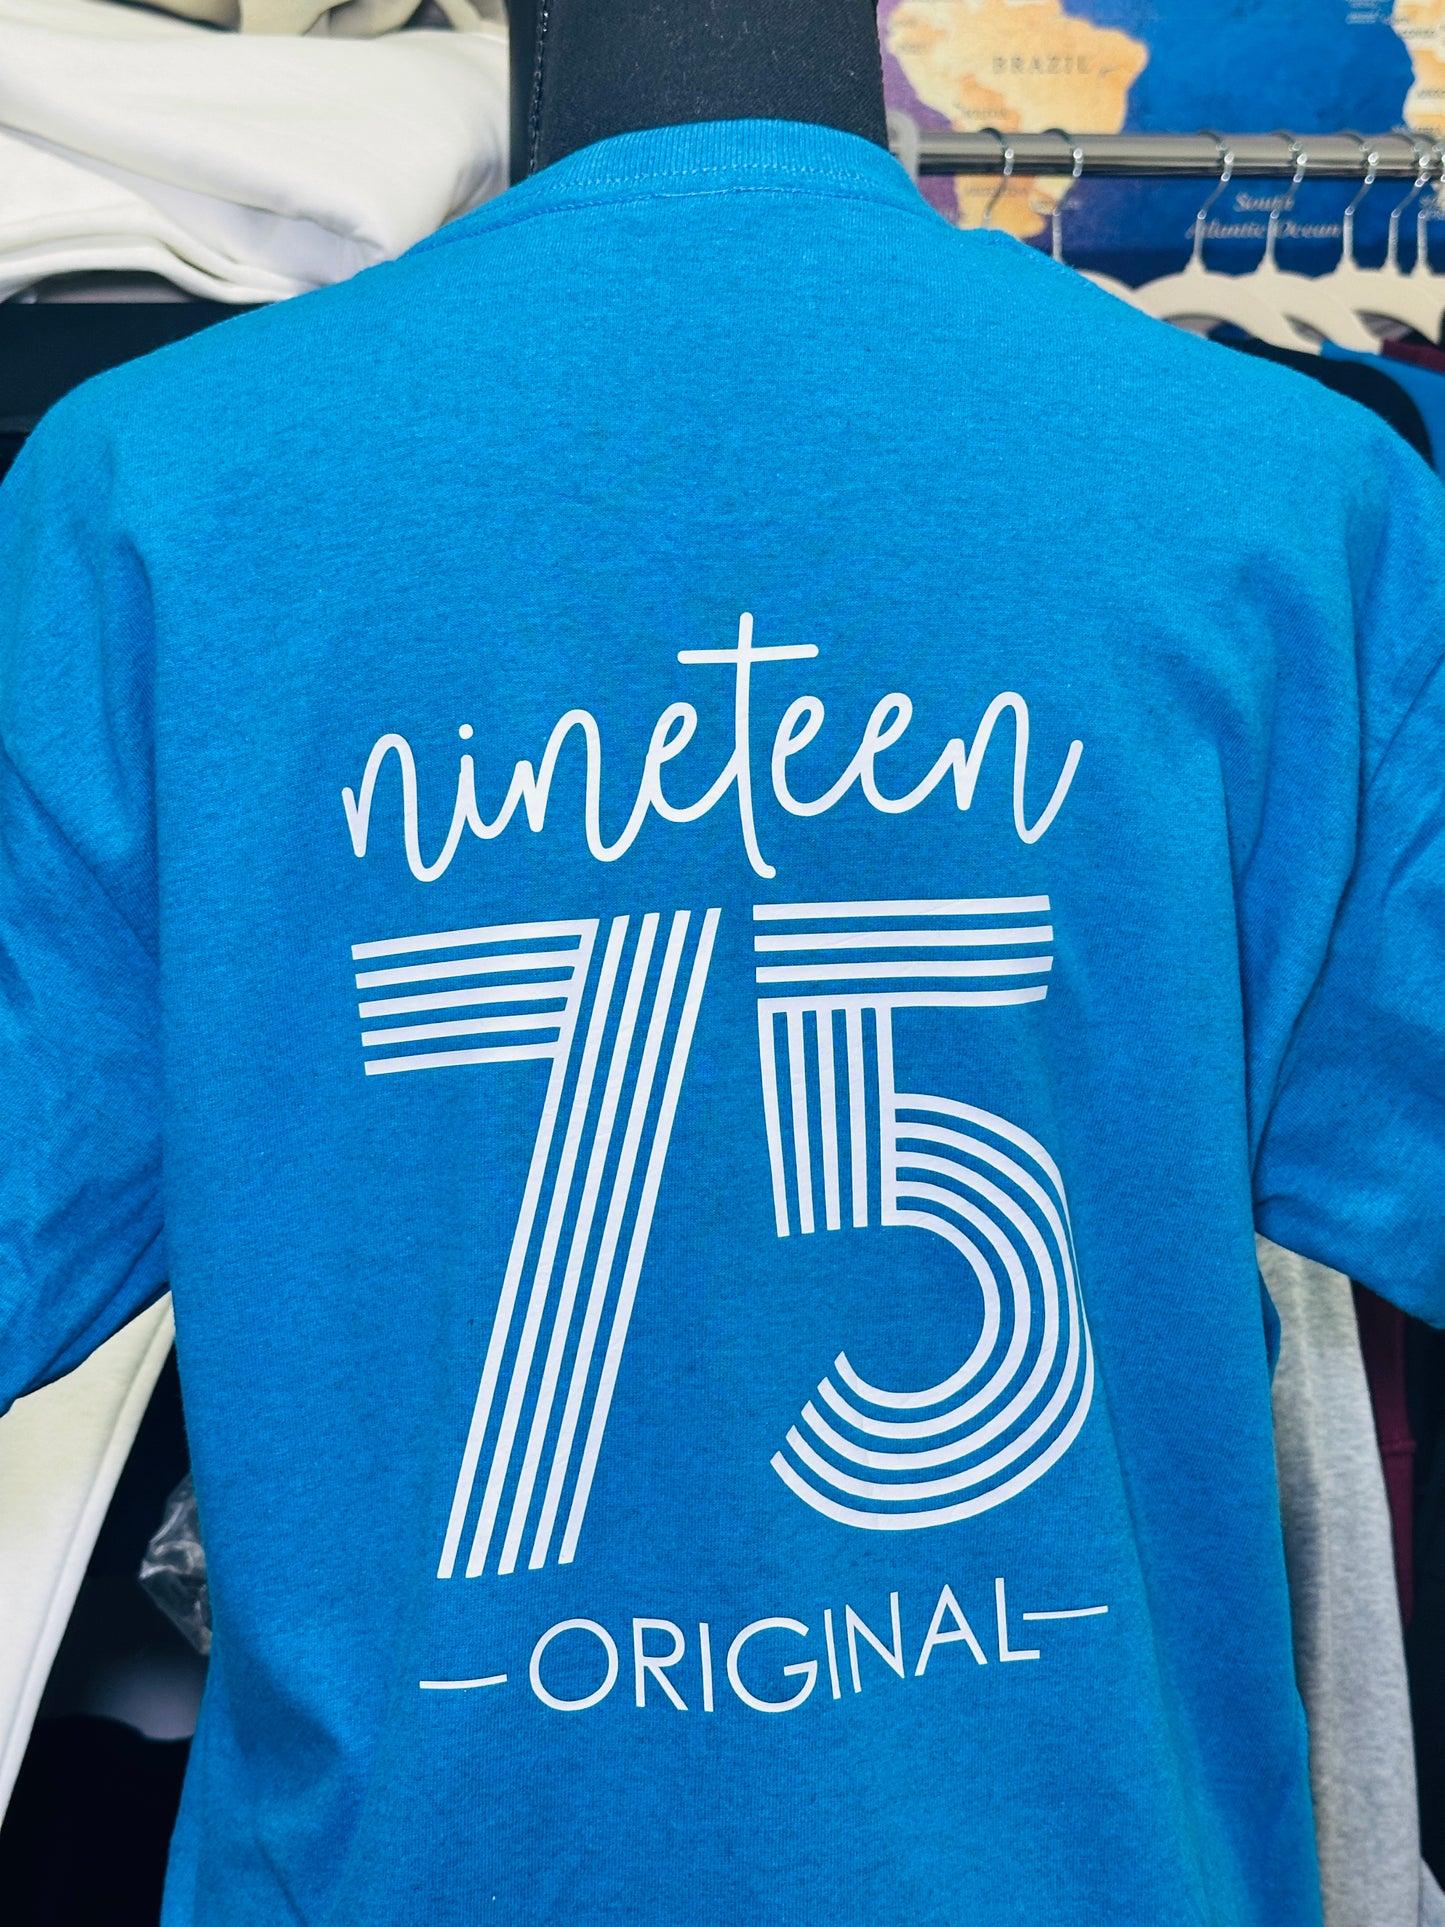 BRAZIL
South
Atlantic Ocean
nineteen
75
ORIGINAL